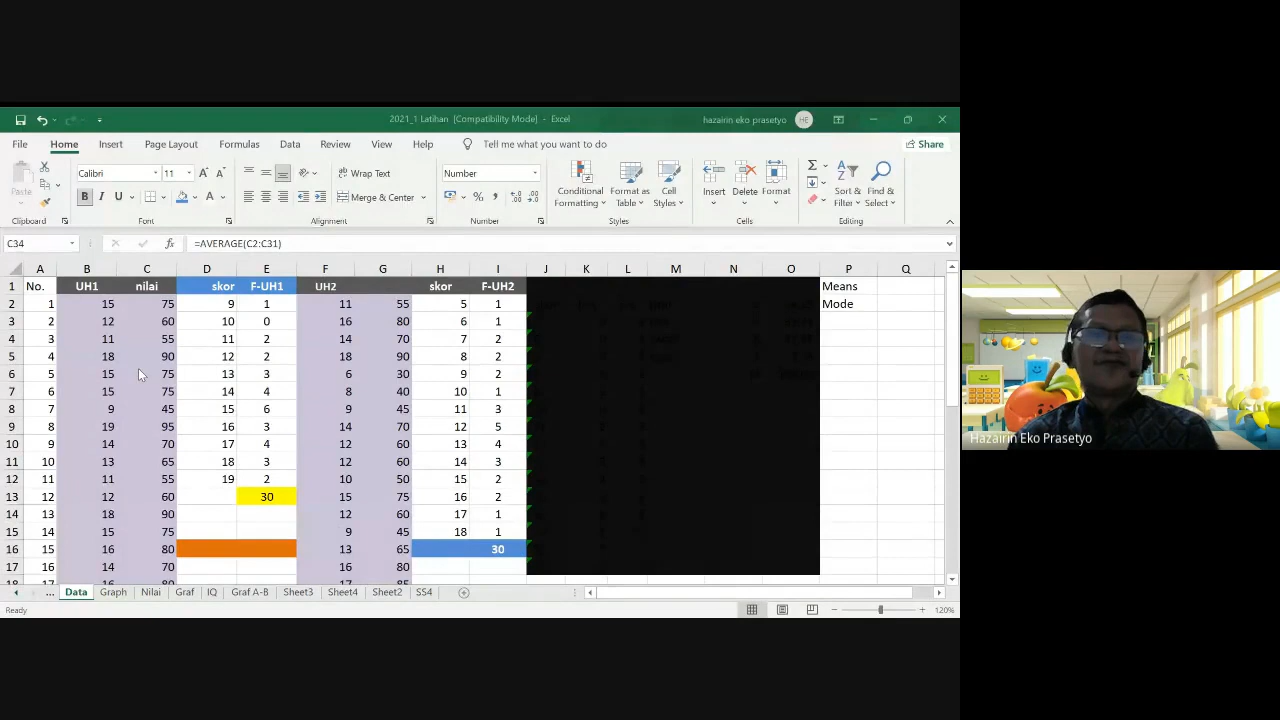 2021_1 Latihan [Compatibility Mode] - Excel
hazairin eko prasetyo HE
File Home Insert Page Layout Formulas Data Review View Help Tell me what you want to do Share
Paste Calibri 11 A A Wrap Text Number Conditional Formatting Format as Table Cell Styles Insert Delete Format Sort & Filter Find & Select
B I U A Merge & Center % ,
Clipboard Font Alignment Number Styles Cells Editing
C34 fx =AVERAGE(C2:C31)
A B C D E F G H I J K L M N O P Q
1 No. UH1 nilai skor F-UH1 UH2 skor F-UH2 Means
2 1 15 75 9 1 11 55 5 1 Mode
3 2 12 60 10 0 16 80 6 1
4 3 11 55 11 2 14 70 7 2
5 4 18 90 12 2 18 90 8 2
6 5 15 75 13 3 6 30 9 2
7 6 15 75 14 4 8 40 10 1
8 7 9 45 15 6 9 45 11 3
9 8 19 95 16 3 14 70 12 5
10 9 14 70 17 4 12 60 13 4
11 10 13 65 18 3 12 60 14 3
12 11 11 55 19 2 10 50 15 2
13 12 12 60 30 15 75 16 2
14 13 18 90 12 60 17 1
15 14 15 75 9 45 18 1
16 15 16 80 13 65 30
17 16 14 70 16 80
18 17 16 80 17 85
... Data Graph Nilai Graf IQ Graf A-B Sheet3 Sheet4 Sheet2 SS4
Ready 120%
Hazairin Eko Prasetyo